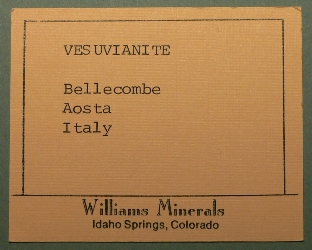 VESUVIANITE
Bellecombe
Aosta
Italy
Williams Minerals
Idaho Springs, Colorado